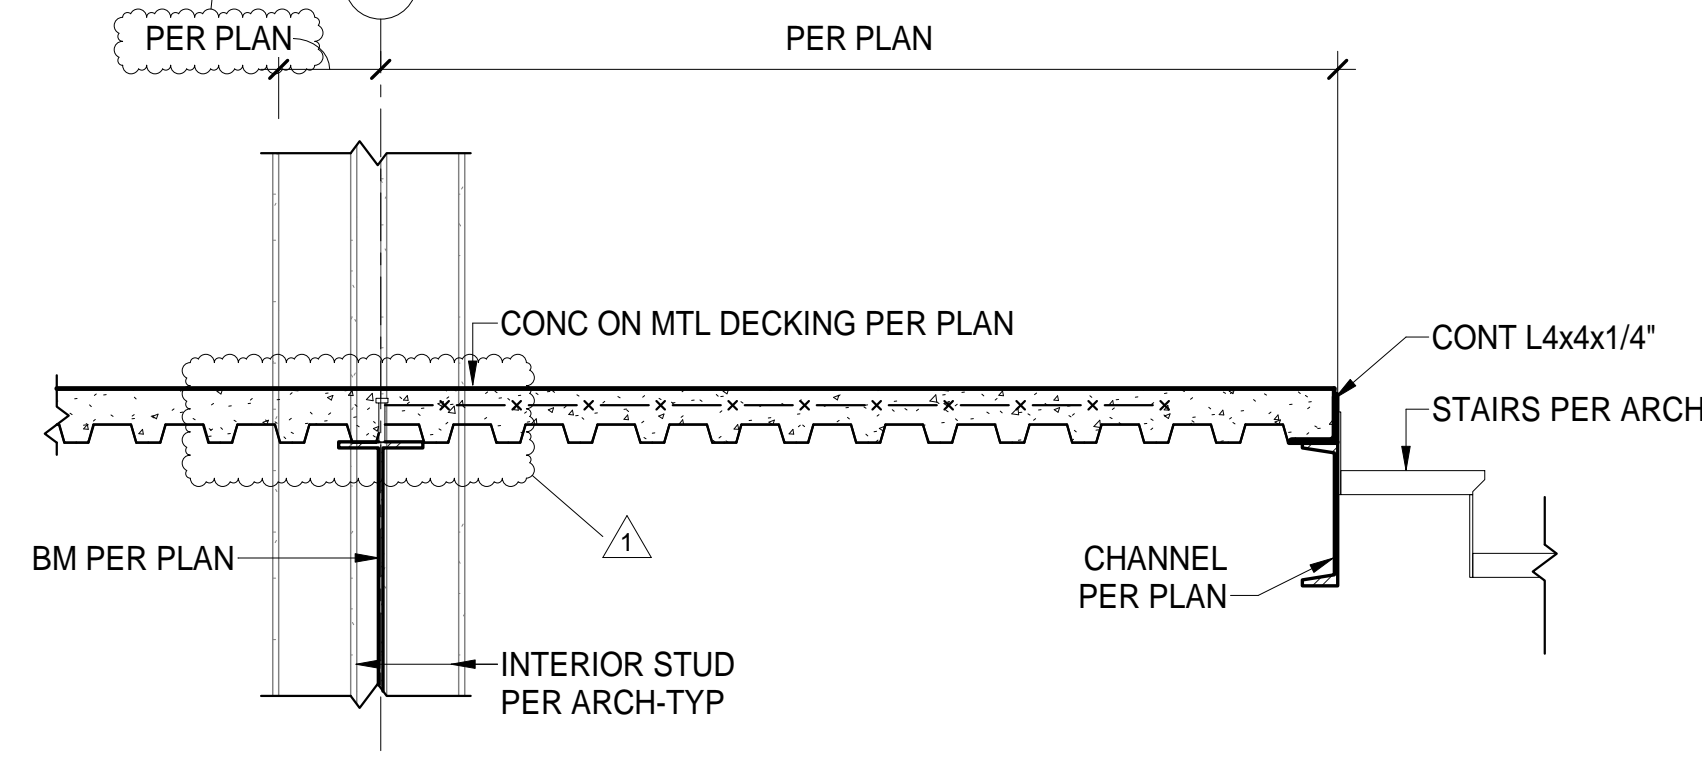 PER PLAN
PER PLAN
CONC ON MTL DECKING PER PLAN
CONT L4x4x1/4"
STAIRS PER ARCH
1
BM PER PLAN
CHANNEL
PER PLAN
INTERIOR STUD
PER ARCH-TYP